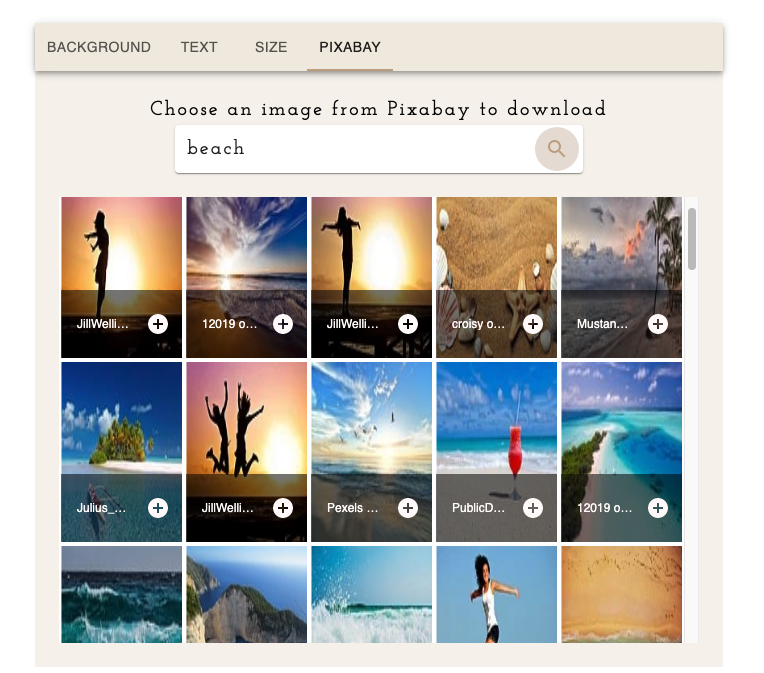 BACKGROUND TEXT SIZE PIXABAY
Choose an image from Pixabay to download
beach
JillWelli... 12019 o... JillWelli... croisy o... Mustan...
Julius_... JillWelli... Pexels ... PublicD... 12019 o...